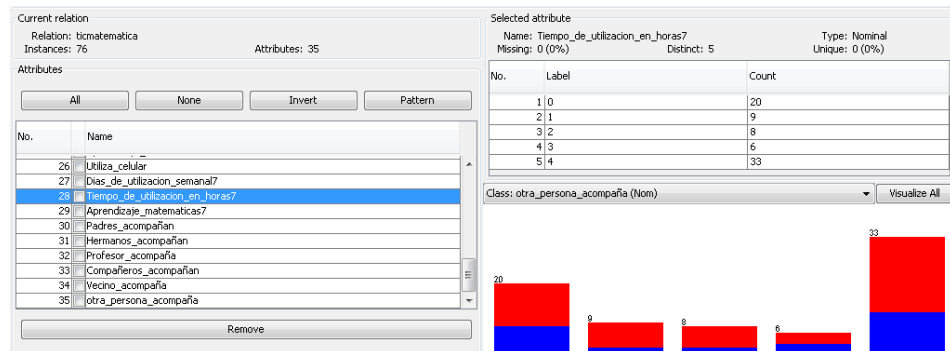 Current relation
Relation: ticmatematica
Instances: 76 Attributes: 35
Attributes
All None Invert Pattern
No. Name
26 Utiliza_celular
27 Dias_de_utilizacion_semanal7
28 Tiempo_de_utilizacion_en_horas7
29 Aprendizaje_matematicas7
30 Padres_acompañan
31 Hermanos_acompañan
32 Profesor_acompaña
33 Compañeros_acompañan
34 Vecino_acompaña
35 otra_persona_acompaña
Remove
Selected attribute
Name: Tiempo_de_utilizacion_en_horas7 Type: Nominal
Missing: 0 (0%) Distinct: 5 Unique: 0 (0%)
No. Label Count
1 0 20
2 1 9
3 2 8
4 3 6
5 4 33
Class: otra_persona_acompaña (Nom) Visualize All
20 9 8 6 33